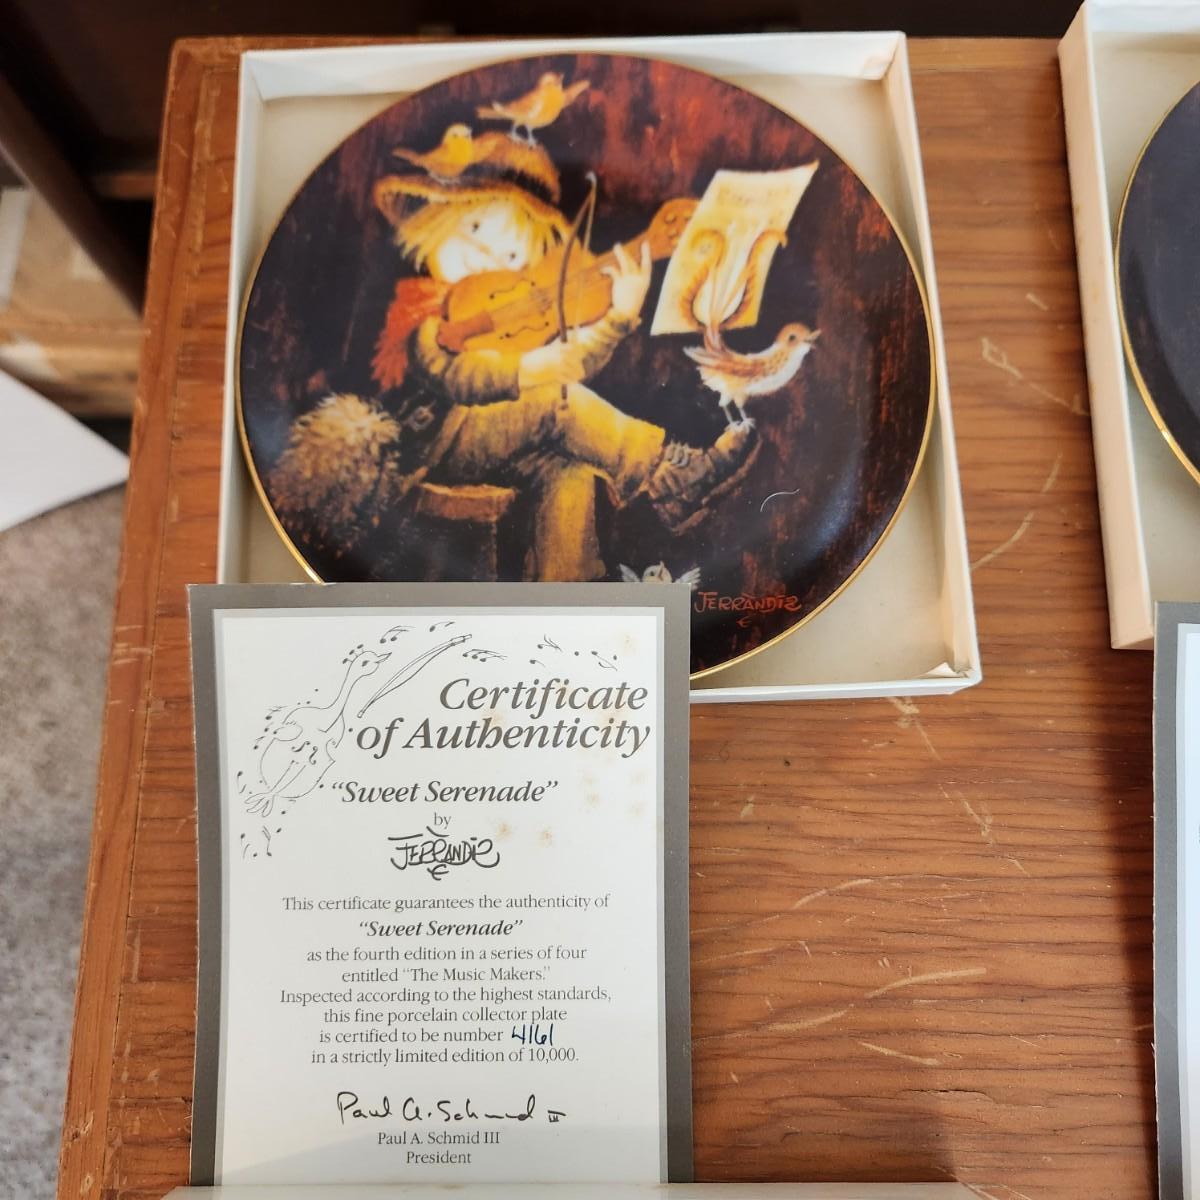 FERRÀNDIZ
Certificate
of Authenticity
"Sweet Serenade"
by
FERRANDIZ
This certificate guarantees the authenticity of
"Sweet Serenade"
as the fourth edition in a series of four
entitled "The Music Makers."
Inspected according to the highest standards,
this fine porcelain collector plate
is certified to be number 4161
in a strictly limited edition of 10,000.
Paul A. Schmid III
Paul A. Schmid III
President